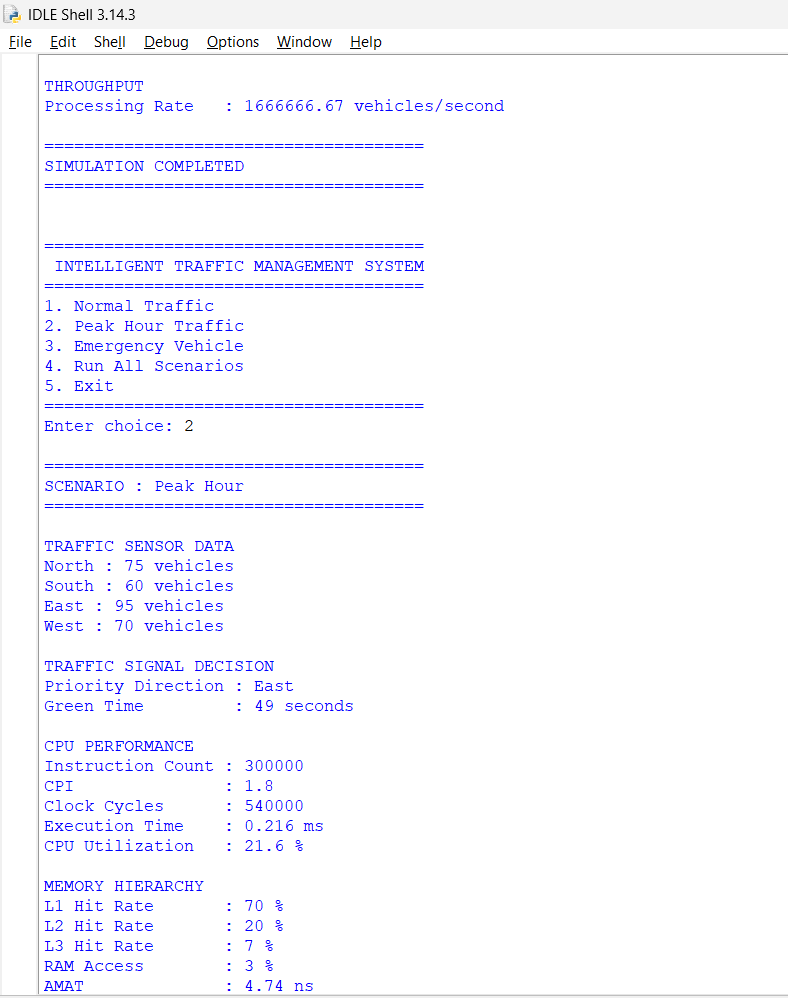 IDLE Shell 3.14.3
File Edit Shell Debug Options Window Help
THROUGHPUT
Processing Rate   : 1666666.67 vehicles/second
======================================
SIMULATION COMPLETED
======================================
======================================
 INTELLIGENT TRAFFIC MANAGEMENT SYSTEM
======================================
1. Normal Traffic
2. Peak Hour Traffic
3. Emergency Vehicle
4. Run All Scenarios
5. Exit
======================================
Enter choice: 2
======================================
SCENARIO : Peak Hour
======================================
TRAFFIC SENSOR DATA
North : 75 vehicles
South : 60 vehicles
East : 95 vehicles
West : 70 vehicles
TRAFFIC SIGNAL DECISION
Priority Direction : East
Green Time         : 49 seconds
CPU PERFORMANCE
Instruction Count : 300000
CPI               : 1.8
Clock Cycles      : 540000
Execution Time    : 0.216 ms
CPU Utilization   : 21.6 %
MEMORY HIERARCHY
L1 Hit Rate       : 70 %
L2 Hit Rate       : 20 %
L3 Hit Rate       : 7 %
RAM Access        : 3 %
AMAT              : 4.74 ns